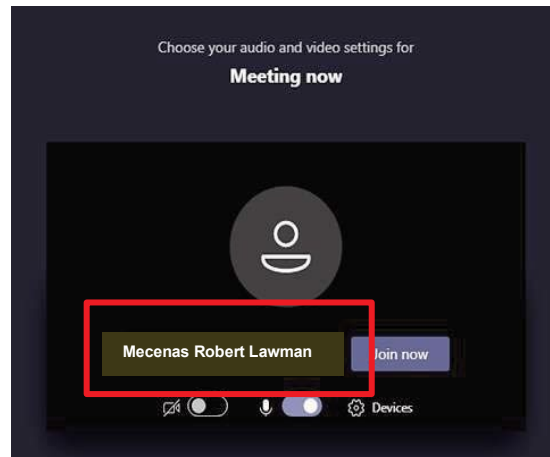 Choose your audio and video settings for
Meeting now
Mecenas Robert Lawman
Join now
Devices